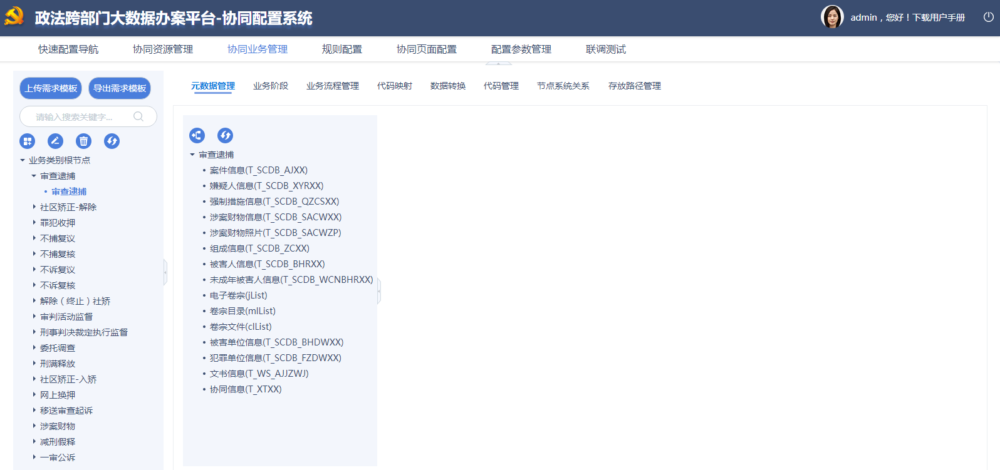 政法跨部门大数据办案平台-协同配置系统
admin，您好！下载用户手册
快速配置导航 协同资源管理 协同业务管理 规则配置 协同页面配置 配置参数管理 联调测试
上传需求模板 导出需求模板
请输入搜索关键字...
业务类别根节点
审查逮捕
审查逮捕
社区矫正-解除
罪犯收押
不捕复议
不捕复核
不诉复议
不诉复核
解除（终止）社矫
审判活动监督
刑事判决裁定执行监督
委托调查
刑满释放
社区矫正-入矫
网上换押
移送审查起诉
涉案财物
减刑假释
一审公诉
元数据管理 业务阶段 业务流程管理 代码映射 数据转换 代码管理 节点系统关系 存放路径管理
审查逮捕
案件信息(T_SCDB_AJXX)
嫌疑人信息(T_SCDB_XYRXX)
强制措施信息(T_SCDB_QZCSXX)
涉案财物信息(T_SCDB_SACWXX)
涉案财物照片(T_SCDB_SACWZP)
组成信息(T_SCDB_ZCXX)
被害人信息(T_SCDB_BHRXX)
未成年被害人信息(T_SCDB_WCNBHRXX)
电子卷宗(jList)
卷宗目录(mlList)
卷宗文件(clList)
被害单位信息(T_SCDB_BHDWXX)
犯罪单位信息(T_SCDB_FZDWXX)
文书信息(T_WS_AJJZWJ)
协同信息(T_XTXX)